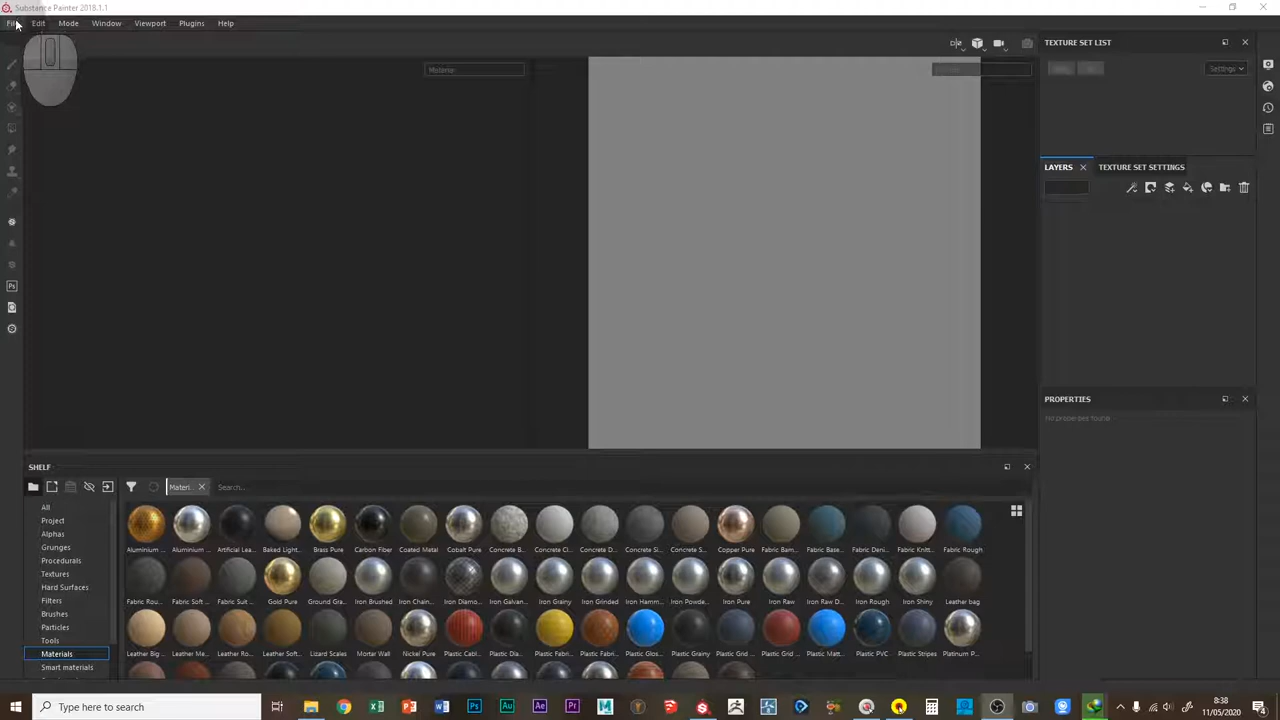 Substance Painter 2018.1.1
File Edit Mode Window Viewport Plugins Help
Material
TEXTURE SET LIST
Settings
LAYERS TEXTURE SET SETTINGS
PROPERTIES
no properties found
SHELF
Materi... Search...
All
Project
Alphas
Grunges
Procedurals
Textures
Hard Surfaces
Filters
Brushes
Particles
Tools
Materials
Smart materials
Aluminium ... Aluminium ... Artificial Lea... Baked Light... Brass Pure Carbon Fiber Coated Metal Cobalt Pure Concrete B... Concrete Cl... Concrete D... Concrete Si... Concrete S... Copper Pure Fabric Bam... Fabric Base... Fabric Deni... Fabric Knitt... Fabric Rough
Fabric Rou... Fabric Soft ... Fabric Suit ... Gold Pure Ground Gra... Iron Brushed Iron Chain... Iron Diamo... Iron Galvan... Iron Grainy Iron Grinded Iron Hamm... Iron Powde... Iron Pure Iron Raw Iron Raw D... Iron Rough Iron Shiny Leather bag
Leather Big ... Leather Me... Leather Ro... Leather Soft... Lizard Scales Mortar Wall Nickel Pure Plastic Cabl... Plastic Dia... Plastic Fabri... Plastic Fabri... Plastic Glos... Plastic Grainy Plastic Grid ... Plastic Grid ... Plastic Matt... Plastic PVC Plastic Stripes Platinum P...
Type here to search
8:38
11/05/2020